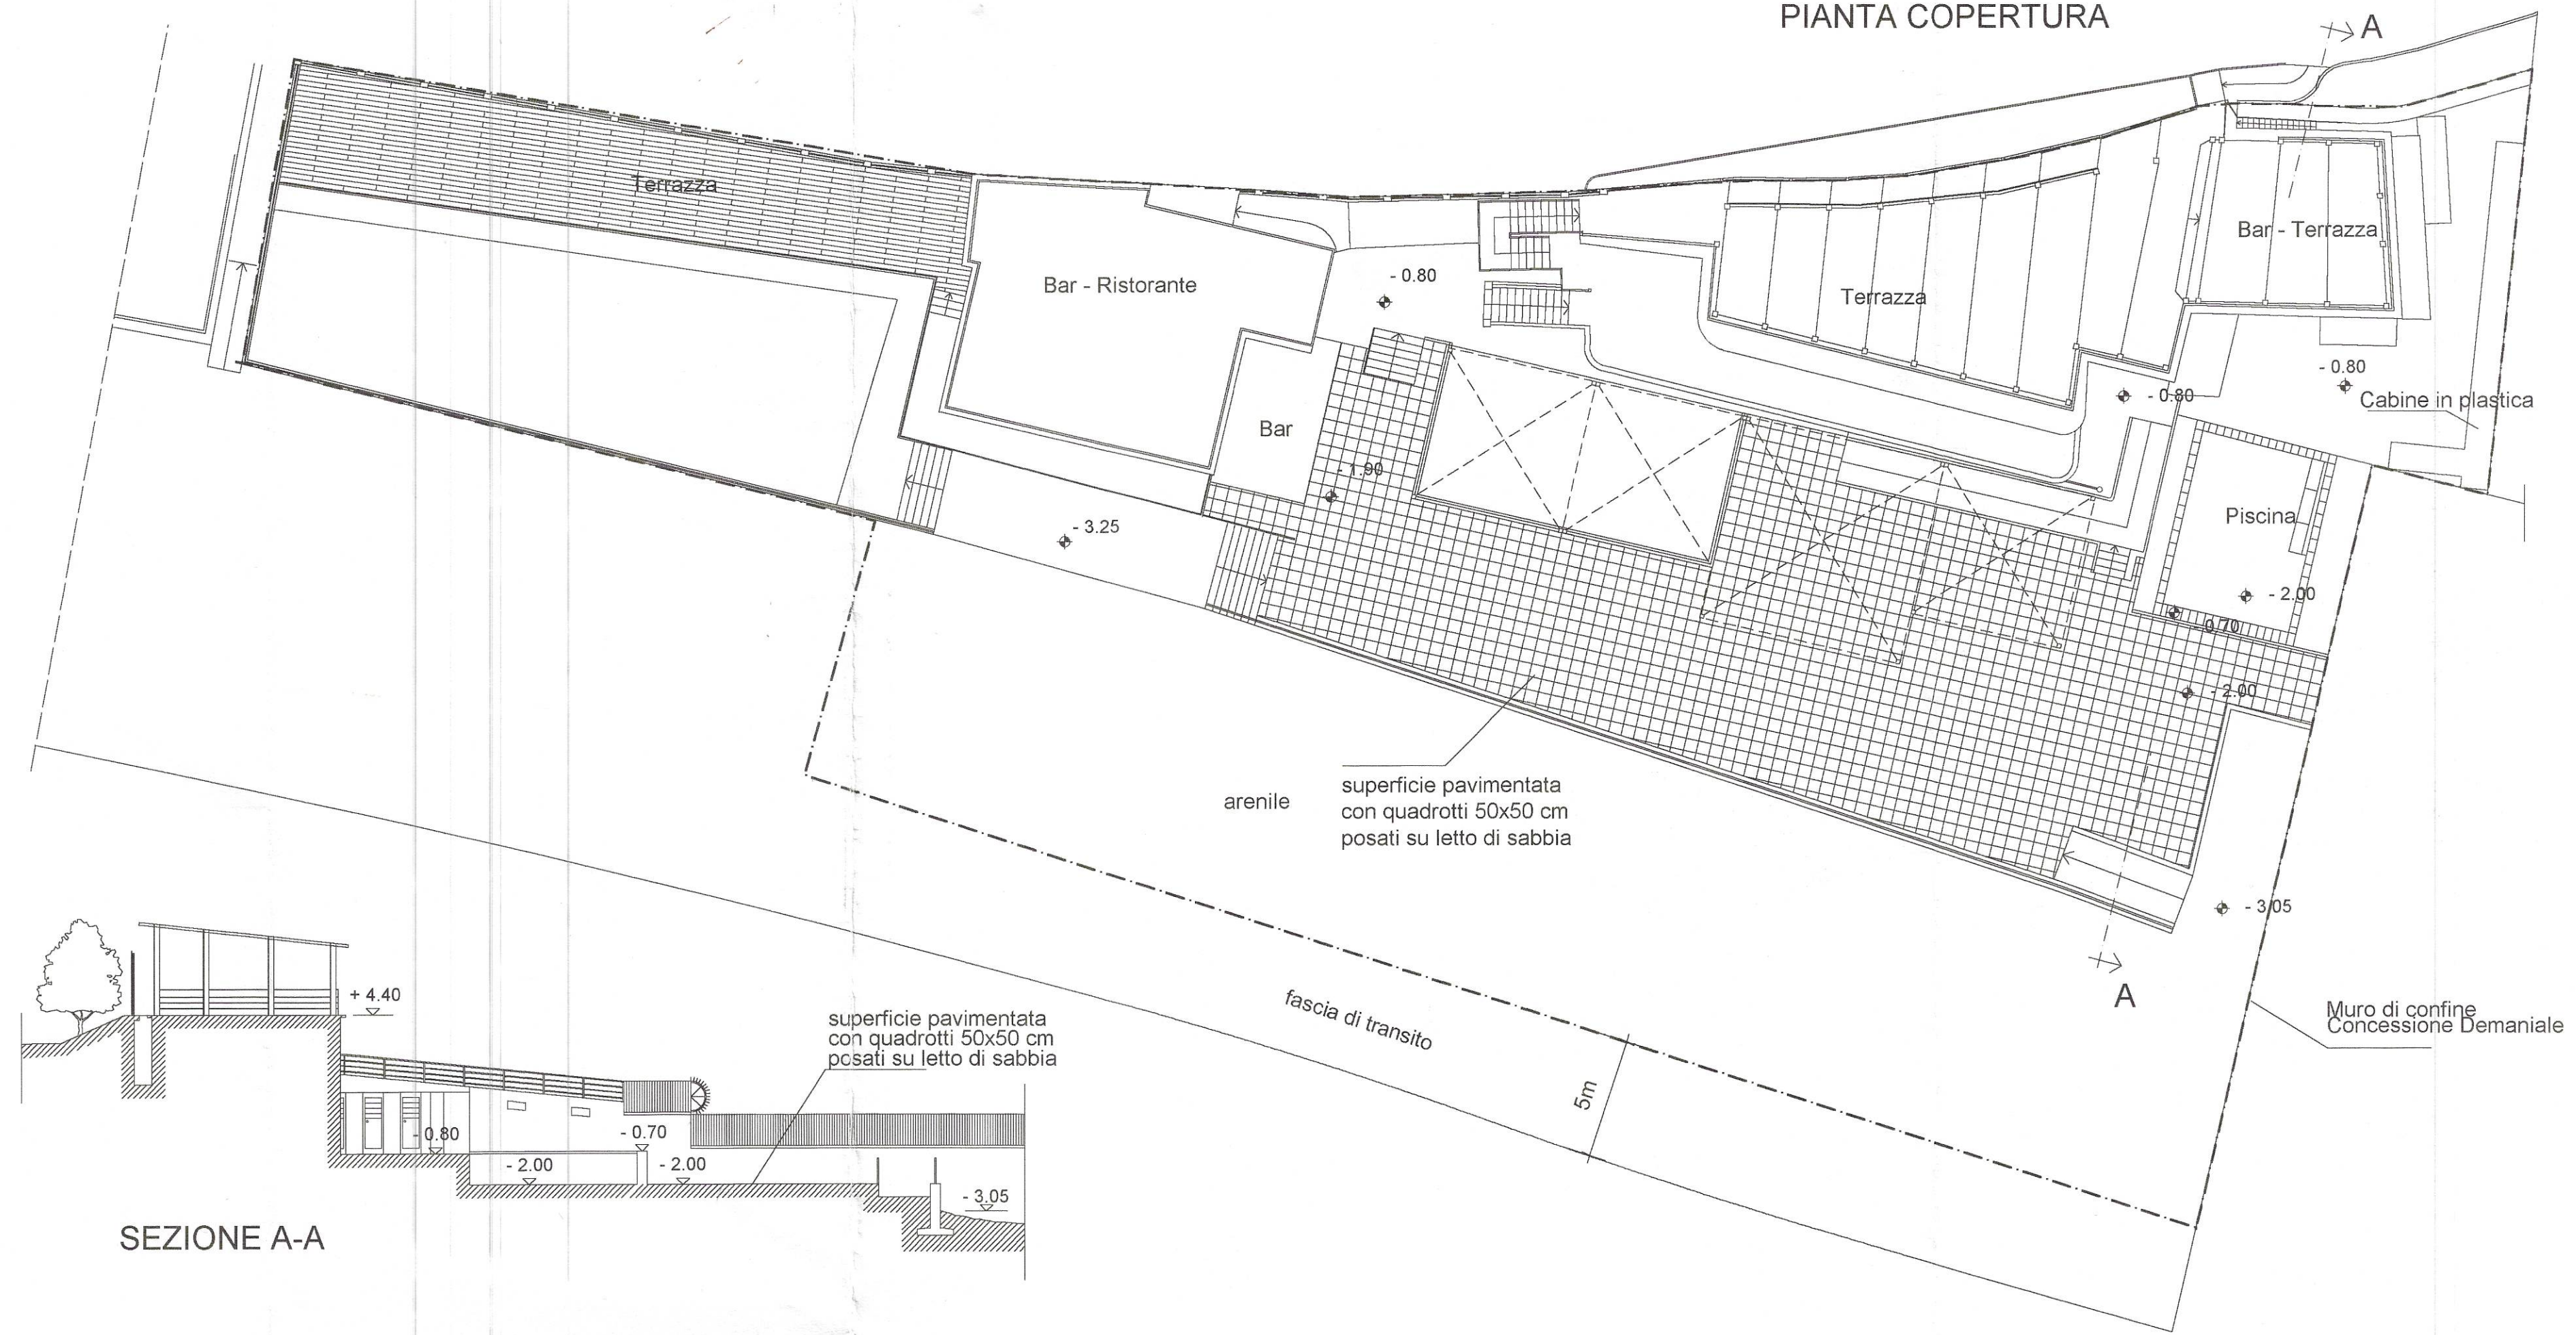 PIANTA COPERTURA
A
Terrazza
Bar - Terrazza
Bar - Ristorante
- 0.80
Terrazza
- 0.80
- 0.80
Cabine in plastica
Bar
- 1.90
Piscina
- 3.25
- 2.00
- 0.70
- 2.00
superficie pavimentata
con quadrotti 50x50 cm
posati su letto di sabbia
arenile
- 3.05
A
fascia di transito
5m
Muro di confine
Concessione Demaniale
+ 4.40
superficie pavimentata
con quadrotti 50x50 cm
posati su letto di sabbia
- 0.80
- 0.70
- 2.00
- 2.00
- 3.05
SEZIONE A-A